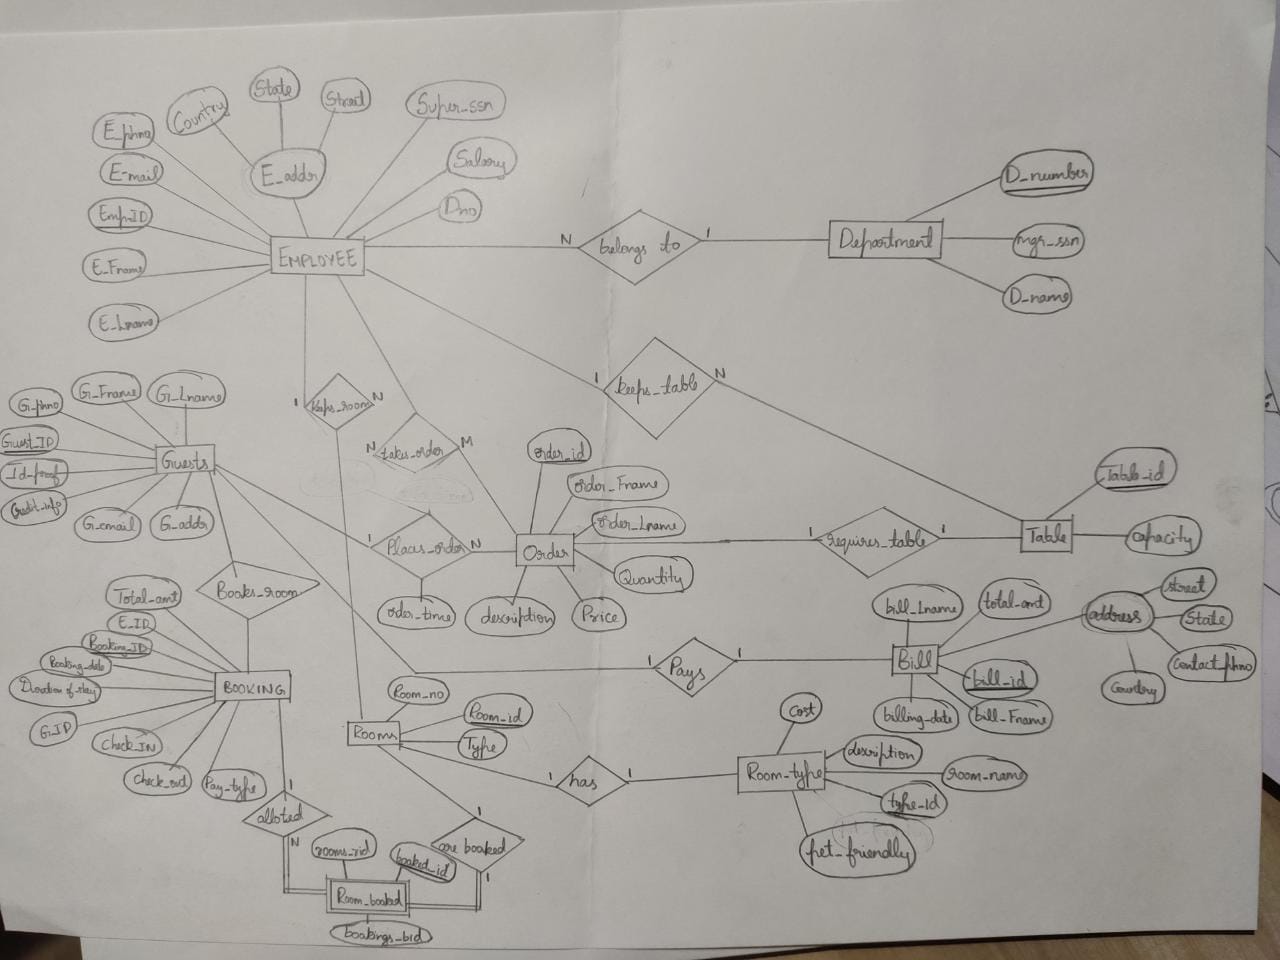 State
Street
Country
Super_ssn
E_phno
E-mail
E_addr
Salary
Emp_ID
Dno
E_Fname
EMPLOYEE
E_Lname
N
belongs to
1
Department
D_number
mgr_ssn
D_name
1
keeps_table
N
1
keeps_room
N
N
takes_order
M
G_Fname
G_Lname
G_phno
Guest_ID
Id-proof
Credit_info
Guests
G_email
G_addr
order_id
order_Fname
order_Lname
Quantity
Price
description
Order
1
Places_order
N
order_time
1
requires_table
1
Table
Table_id
capacity
Books_room
Total_amt
E_ID
Booking_ID
Booking_date
Duration of stay
G_ID
Check_IN
Check_out
Pay_type
BOOKING
1
Pays
1
Bill
bill_Lname
total_amt
address
street
State
Contact_phno
Country
bill_id
bill_Fname
billing_date
Room_no
Room_id
Type
Rooms
1
has
1
Room_type
cost
description
room_name
type_id
pet_friendly
1
alloted
N
1
are booked
1
rooms_rid
booked_id
Room_booked
bookings_bid